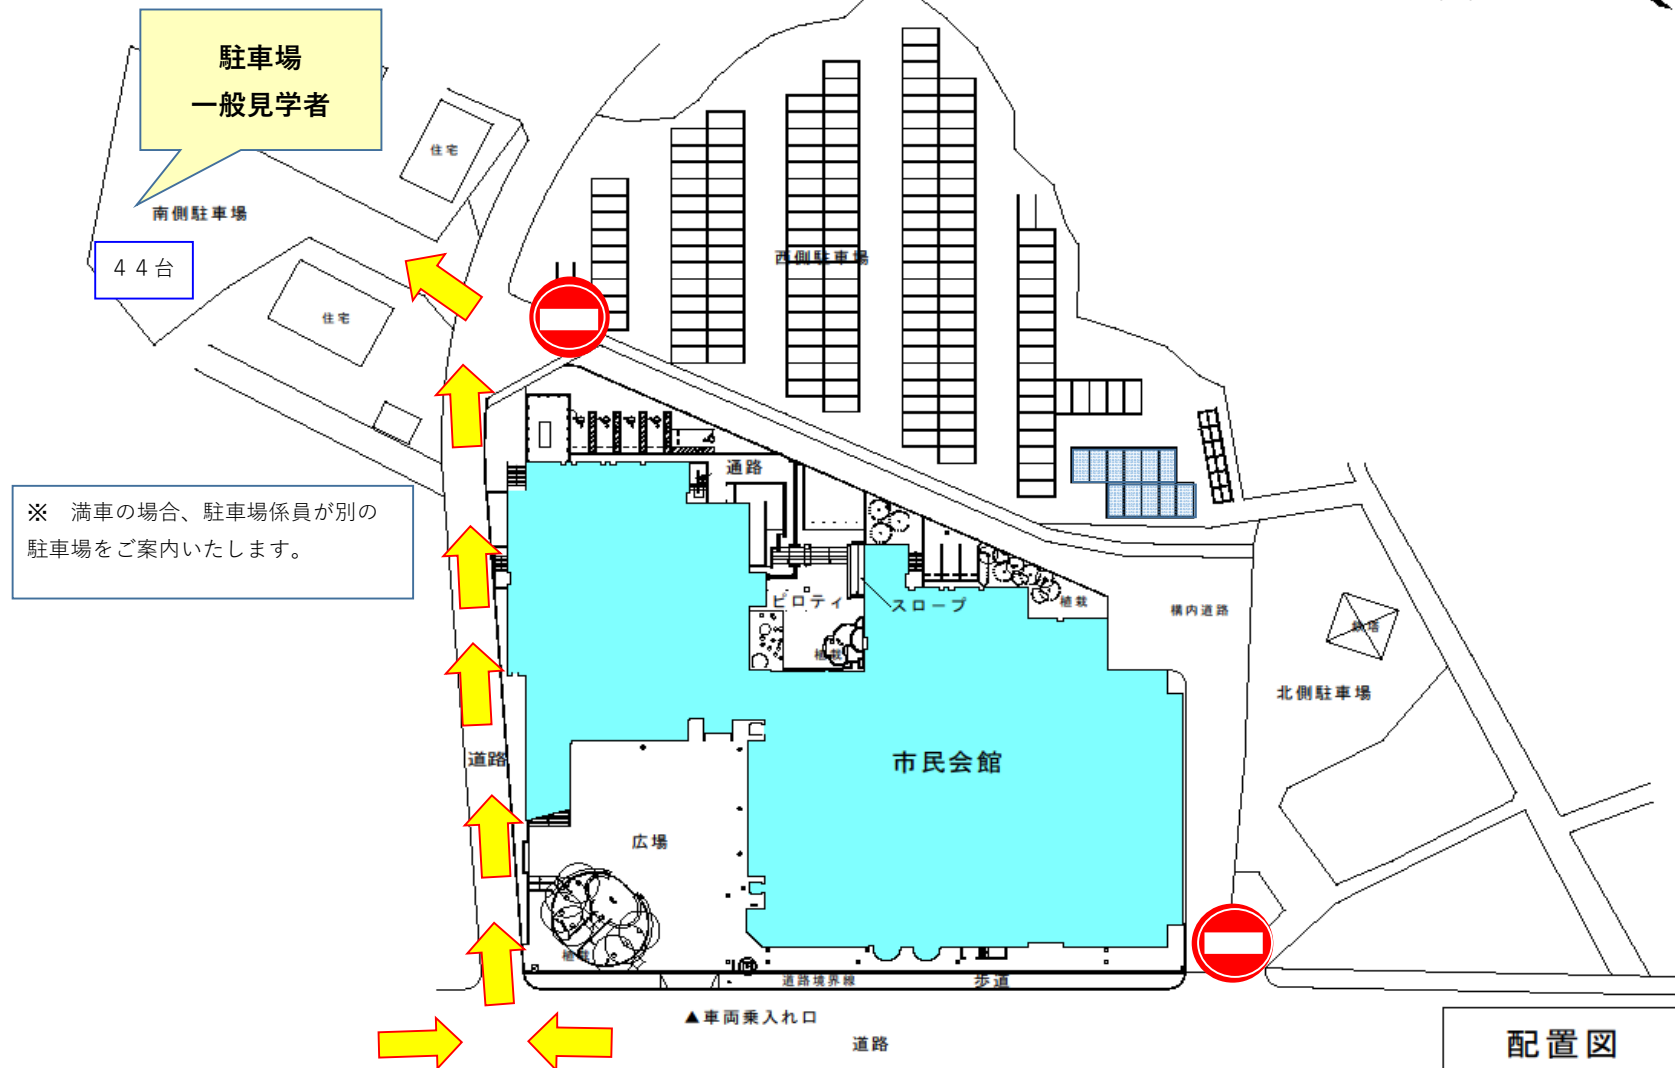 駐車場
一般見学者
住宅
南側駐車場
44台
西側駐車場
住宅
通路
※ 満車の場合、駐車場係員が別の
駐車場をご案内いたします。
ピロティ
スロープ
植栽
構内道路
鉄塔
植栽
北側駐車場
道路
市民会館
広場
植栽
道路境界線
歩道
▲車両乗入れ口
道路
配置図